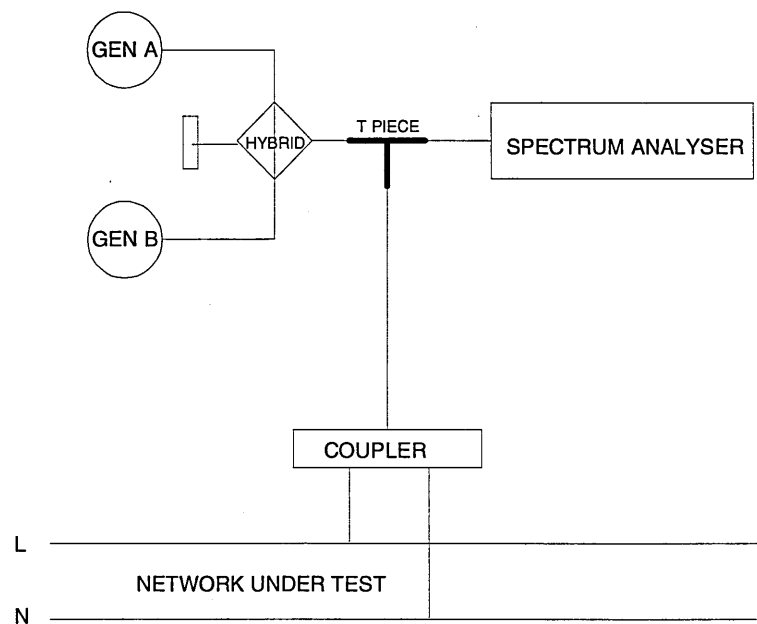 GEN A
T PIECE
HYBRID
SPECTRUM ANALYSER
GEN B
COUPLER
L
NETWORK UNDER TEST
N